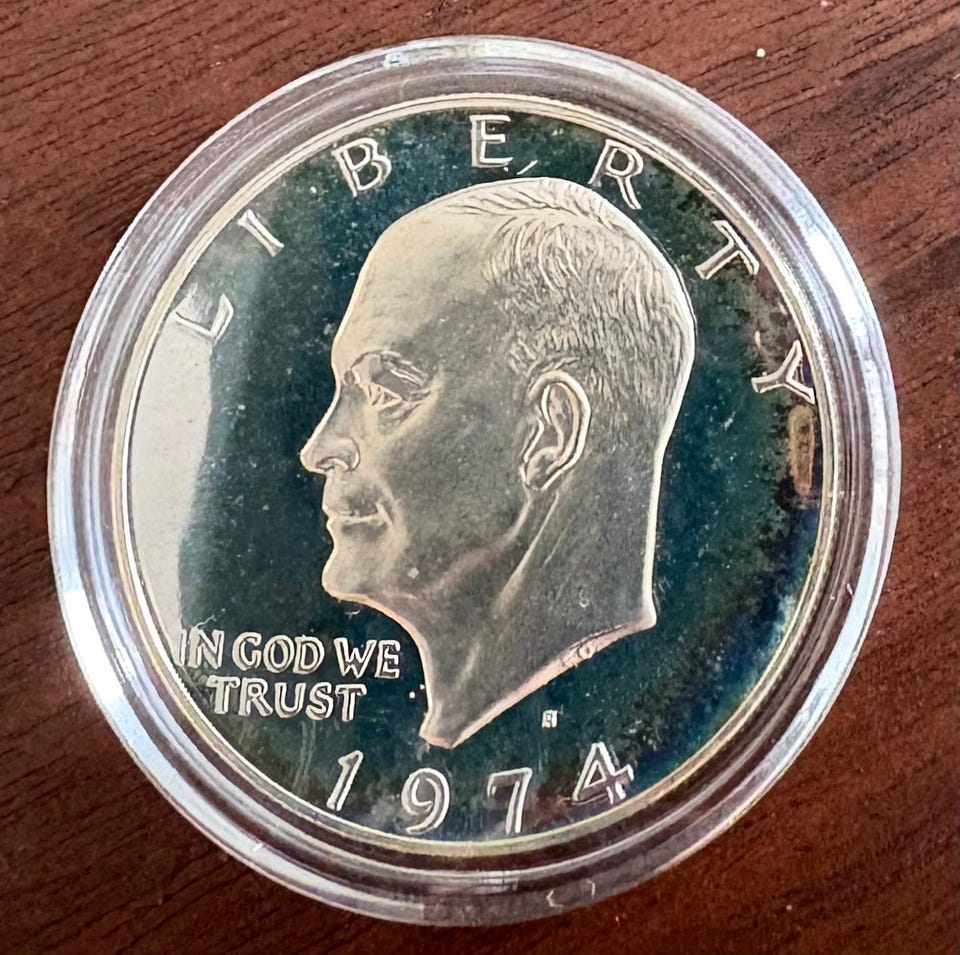 LIBERTY
IN GOD WE
TRUST
1974